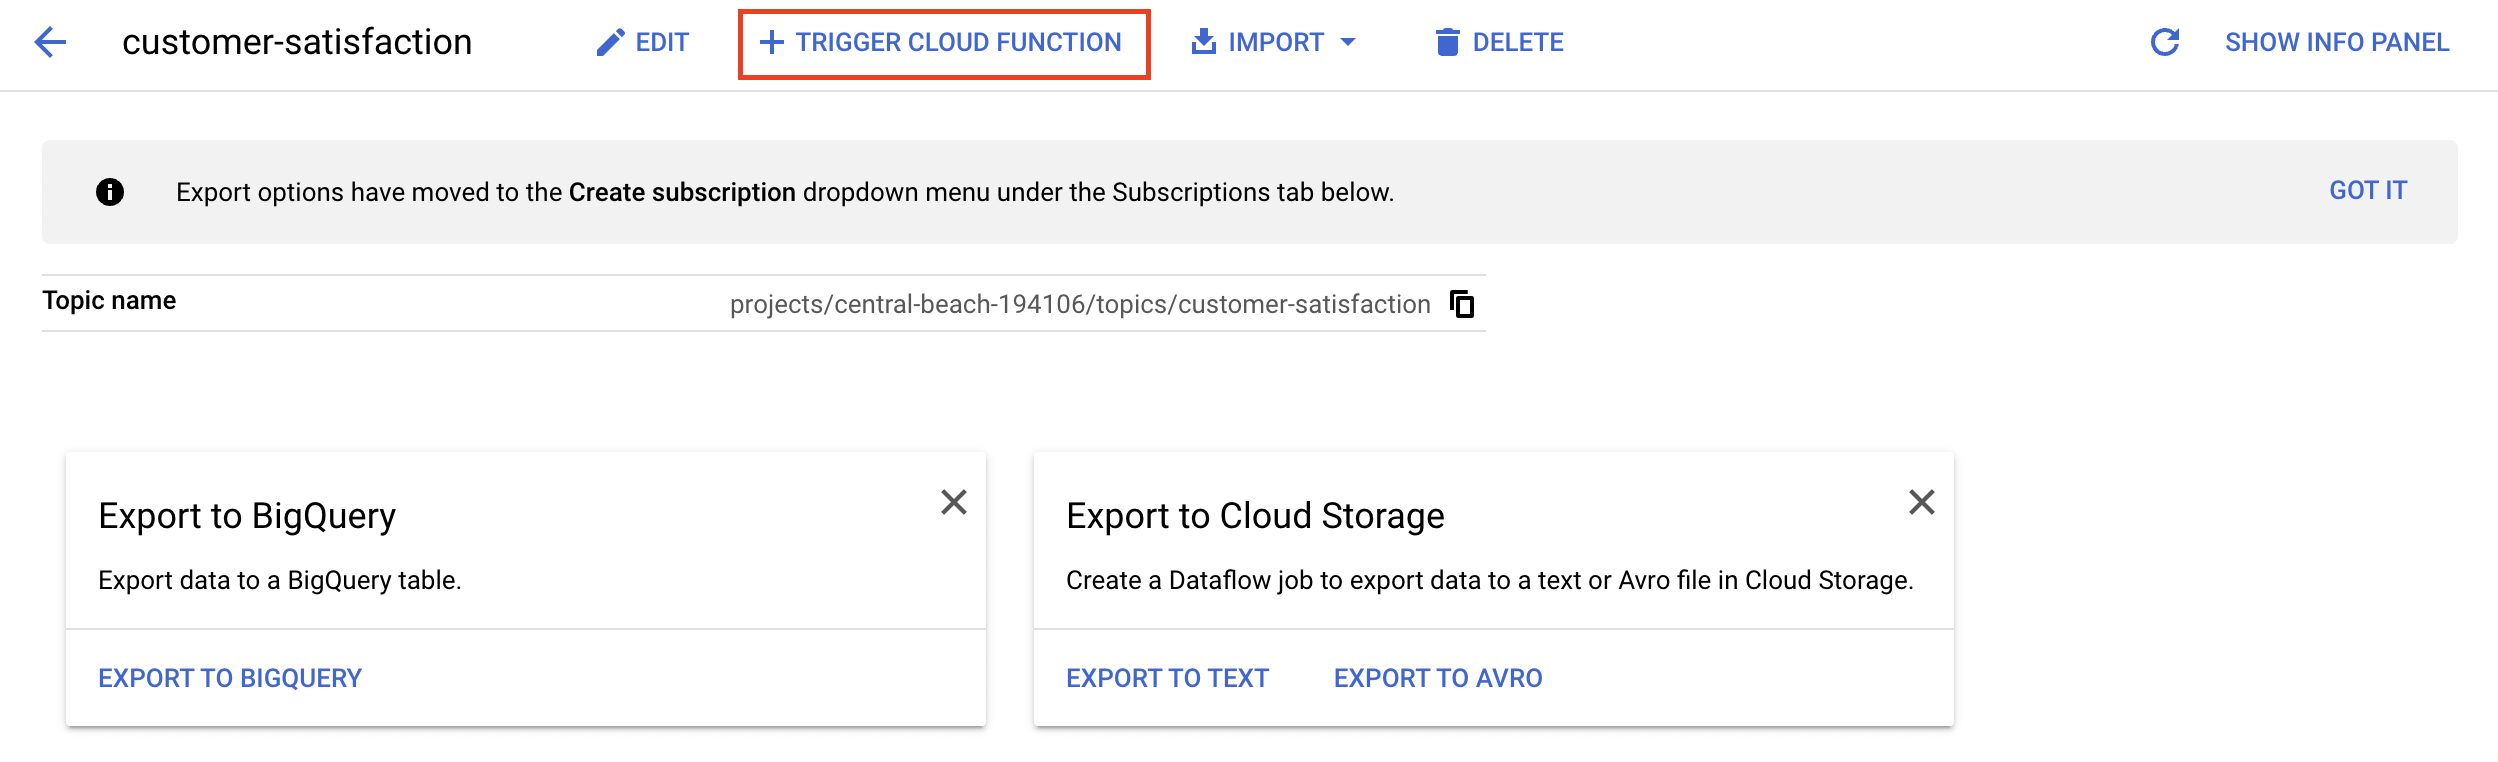 customer-satisfaction EDIT TRIGGER CLOUD FUNCTION IMPORT DELETE SHOW INFO PANEL
Export options have moved to the Create subscription dropdown menu under the Subscriptions tab below. GOT IT
Topic name projects/central-beach-194106/topics/customer-satisfaction
Export to BigQuery
Export data to a BigQuery table.
EXPORT TO BIGQUERY
Export to Cloud Storage
Create a Dataflow job to export data to a text or Avro file in Cloud Storage.
EXPORT TO TEXT EXPORT TO AVRO